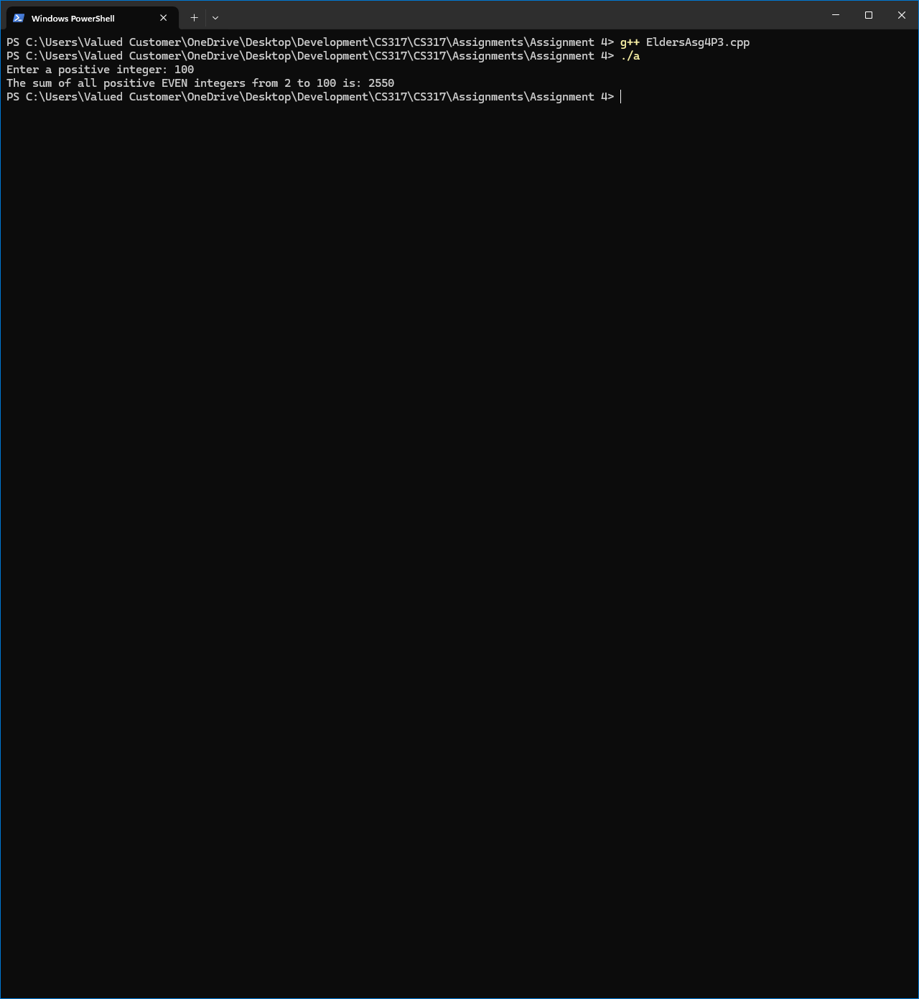 Windows PowerShell
PS C:\Users\Valued Customer\OneDrive\Desktop\Development\CS317\CS317\Assignments\Assignment 4> g++ EldersAsg4P3.cpp
PS C:\Users\Valued Customer\OneDrive\Desktop\Development\CS317\CS317\Assignments\Assignment 4> ./a
Enter a positive integer: 100
The sum of all positive EVEN integers from 2 to 100 is: 2550
PS C:\Users\Valued Customer\OneDrive\Desktop\Development\CS317\CS317\Assignments\Assignment 4>